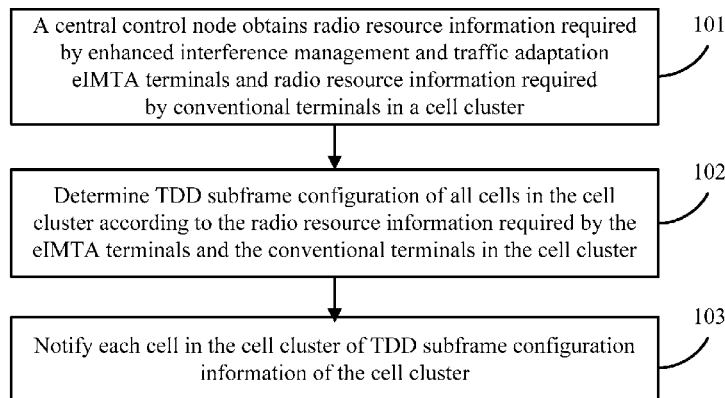 A central control node obtains radio resource information required
by enhanced interference management and traffic adaptation
eIMTA terminals and radio resource information required
by conventional terminals in a cell cluster
101
Determine TDD subframe configuration of all cells in the cell
cluster according to the radio resource information required by the
eIMTA terminals and the conventional terminals in the cell cluster
102
Notify each cell in the cell cluster of TDD subframe configuration
information of the cell cluster
103